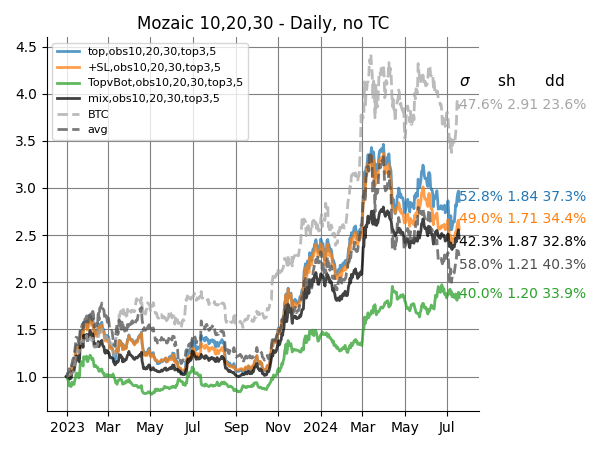 Mozaic 10,20,30 - Daily, no TC
top,obs10,20,30,top3,5
+SL,obs10,20,30,top3,5
TopvBot,obs10,20,30,top3,5
mix,obs10,20,30,top3,5
BTC
avg
σ sh dd
47.6% 2.91 23.6%
52.8% 1.84 37.3%
49.0% 1.71 34.4%
42.3% 1.87 32.8%
58.0% 1.21 40.3%
40.0% 1.20 33.9%
4.5
4.0
3.5
3.0
2.5
2.0
1.5
1.0
2023 Mar May Jul Sep Nov 2024 Mar May Jul